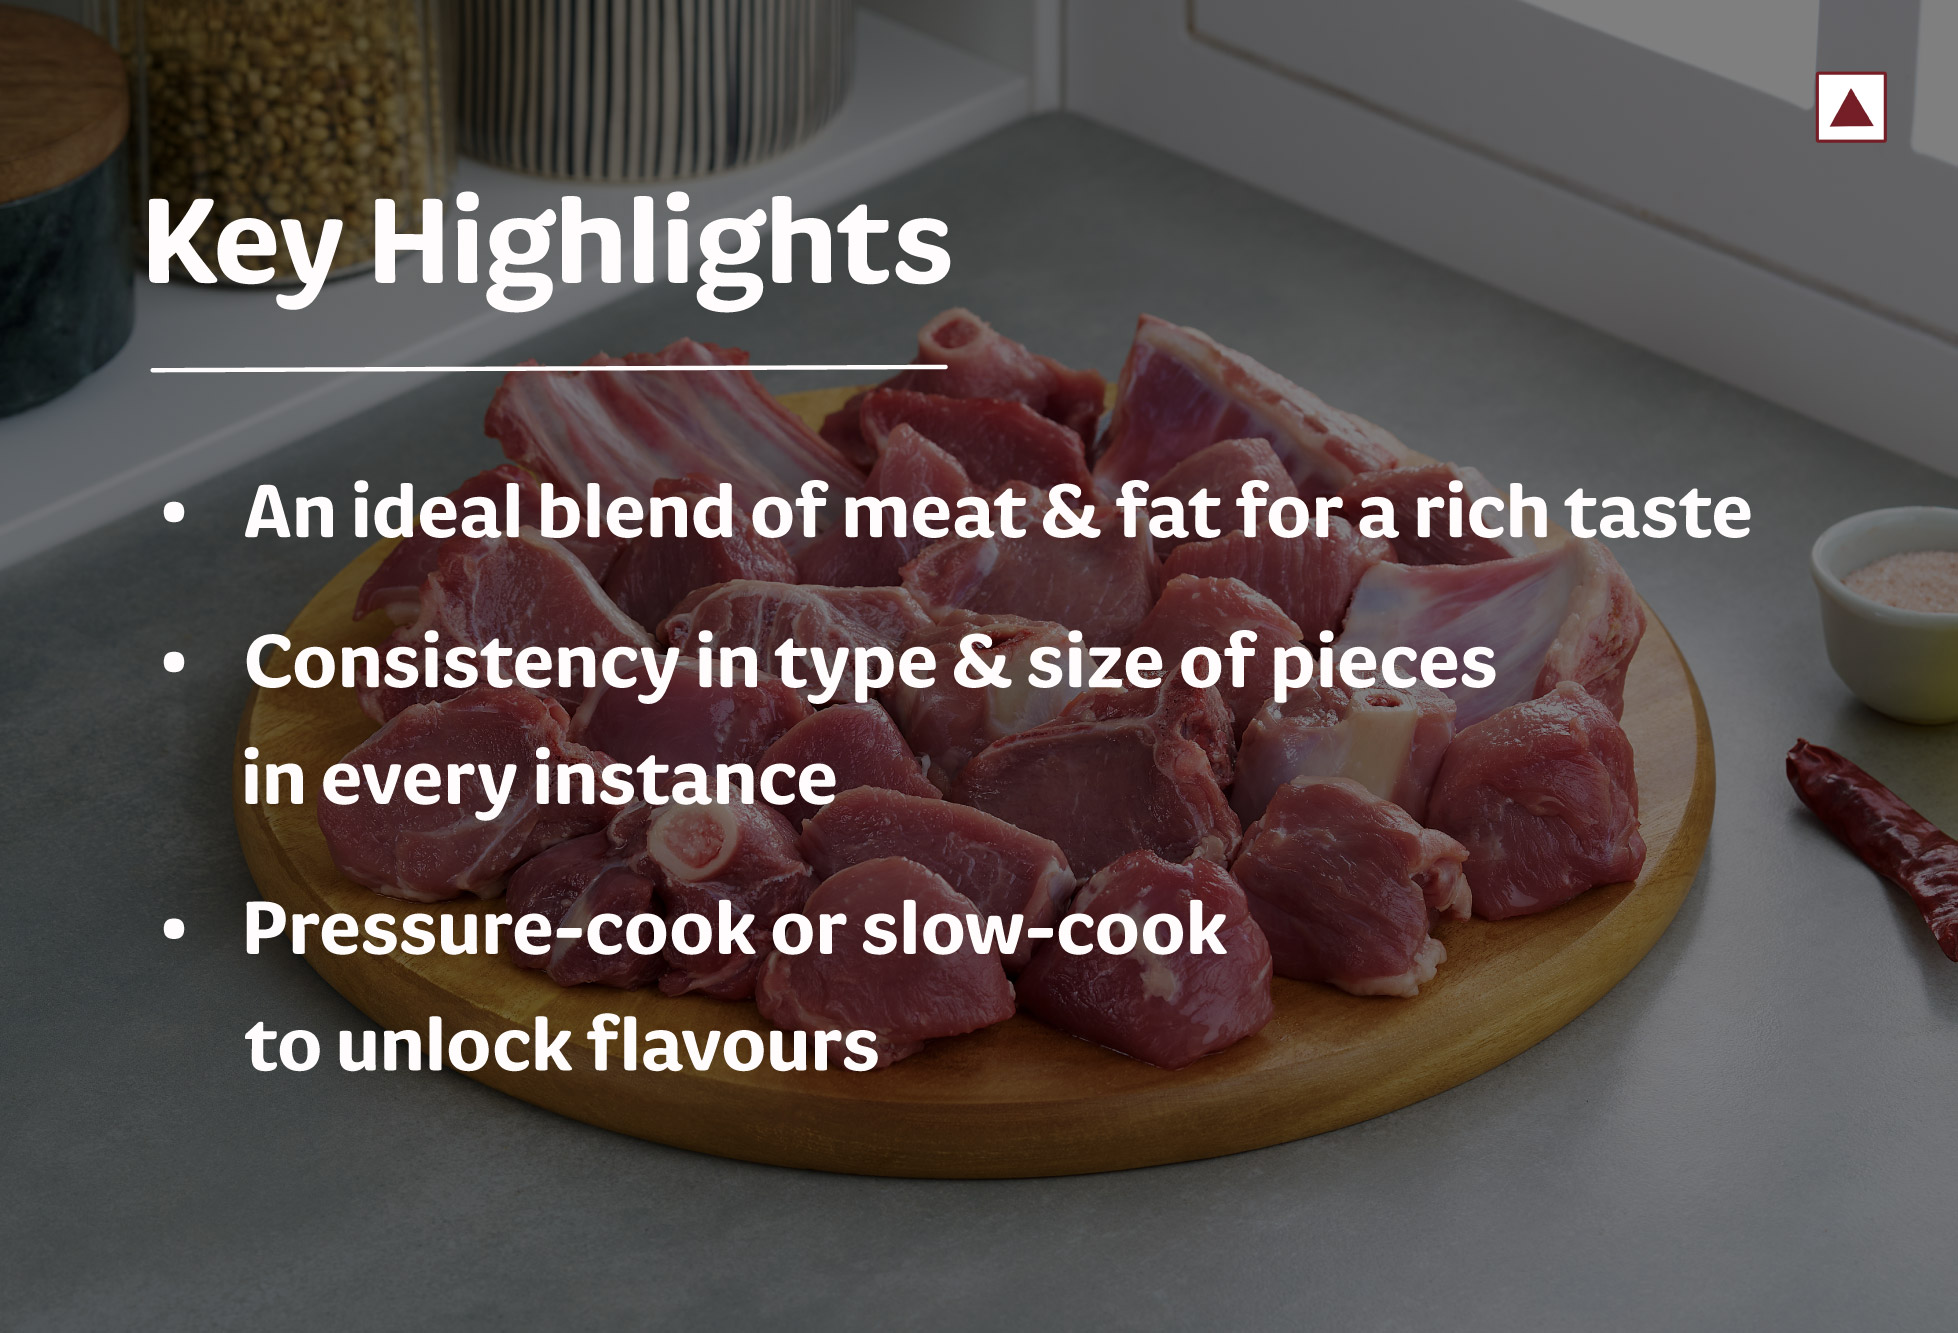 Key Highlights
• An ideal blend of meat & fat for a rich taste
• Consistency in type & size of pieces
in every instance
• Pressure-cook or slow-cook
to unlock flavours